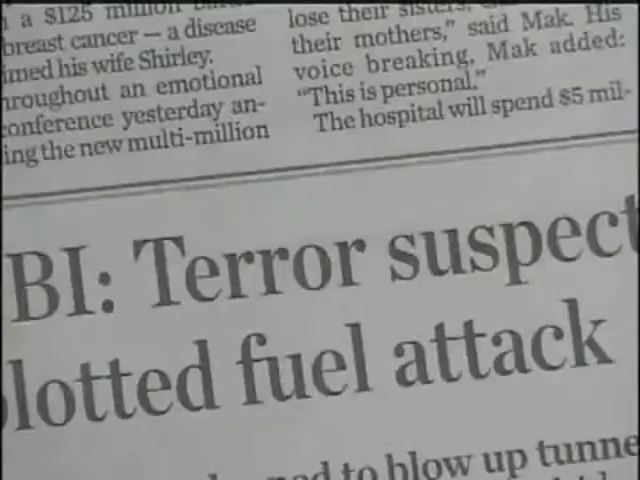 a $125 million
breast cancer — a disease
imed his wife Shirley.
hroughout an emotional
onference yesterday an-
ing the new multi-million
lose their sisters,
their mothers," said Mak. His
voice breaking, Mak added:
"This is personal."
The hospital will spend $5 mil-
BI: Terror suspect
lotted fuel attack
to blow up tunne